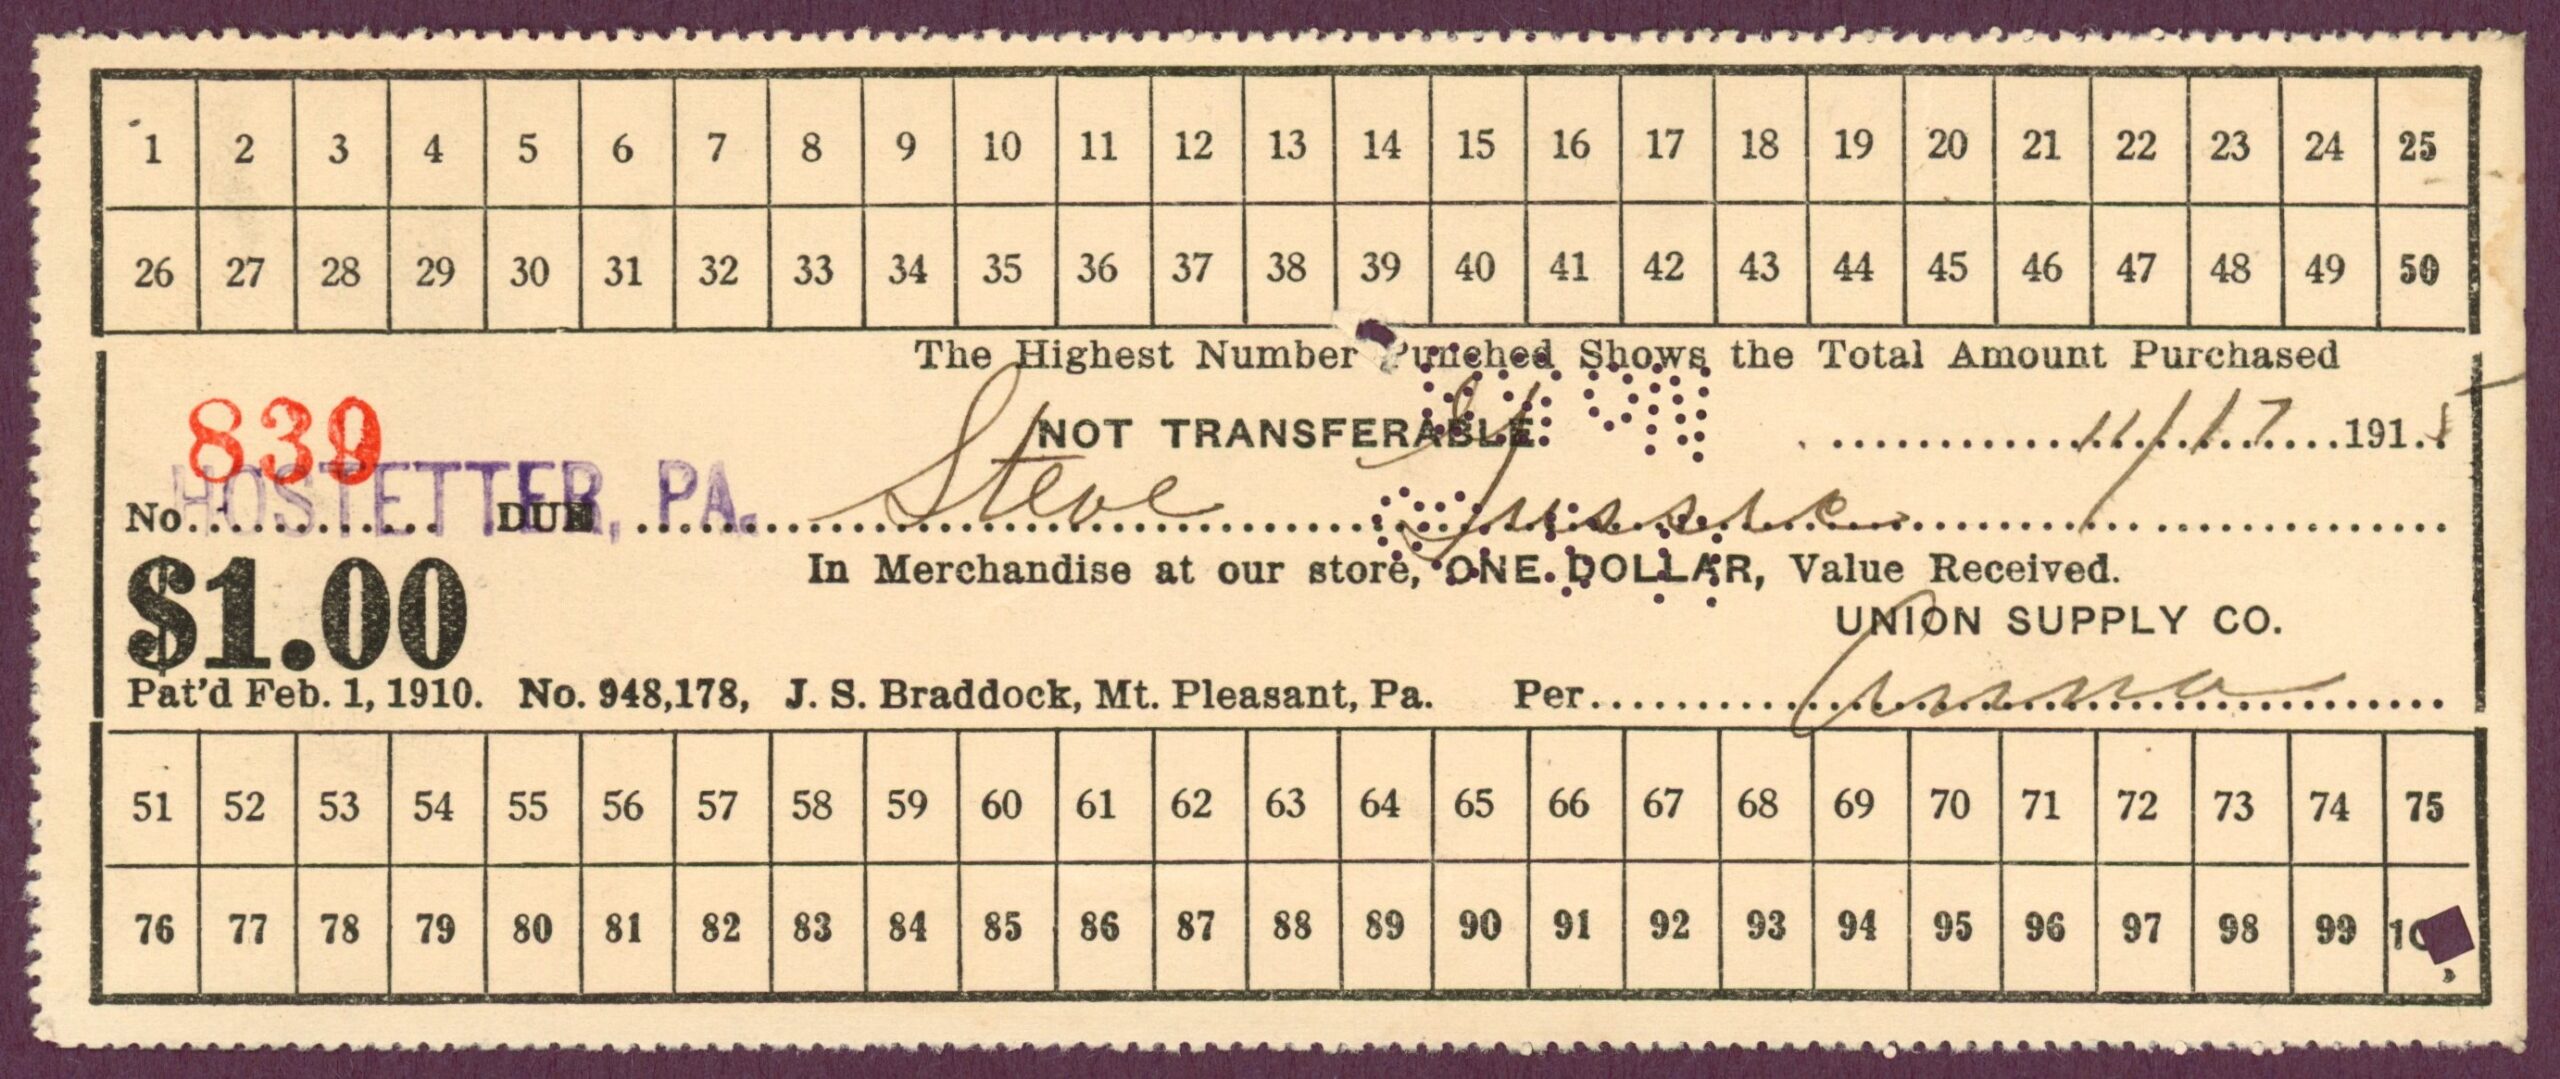 1 2 3 4 5 6 7 8 9 10 11 12 13 14 15 16 17 18 19 20 21 22 23 24 25
26 27 28 29 30 31 32 33 34 35 36 37 38 39 40 41 42 43 44 45 46 47 48 49 50
The Highest Number Punched Shows the Total Amount Purchased
839
NOT TRANSFERABLE 11/17 191
HOSTETTER, PA.
No. DUE Steve
$1.00
In Merchandise at our store, ONE DOLLAR, Value Received.
UNION SUPPLY CO.
Pat'd Feb. 1, 1910. No. 948,178, J. S. Braddock, Mt. Pleasant, Pa. Per
51 52 53 54 55 56 57 58 59 60 61 62 63 64 65 66 67 68 69 70 71 72 73 74 75
76 77 78 79 80 81 82 83 84 85 86 87 88 89 90 91 92 93 94 95 96 97 98 99